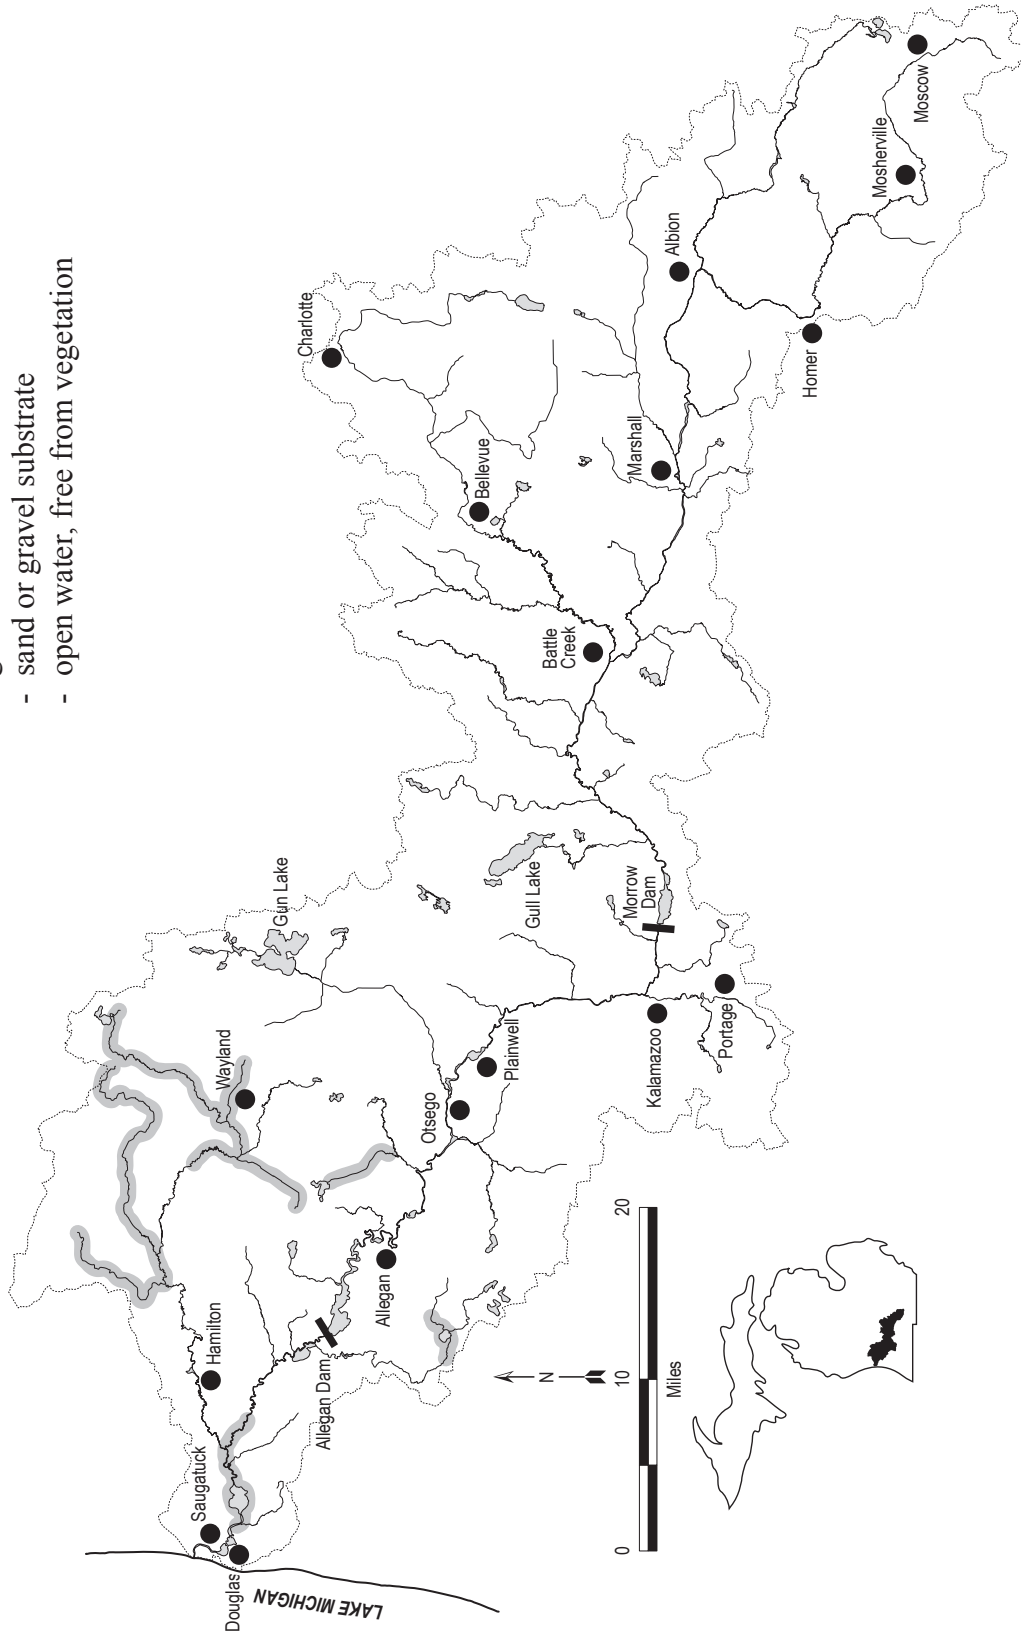 - sand or gravel substrate
- open water, free from vegetation
Charlotte
Bellevue
Albion
Marshall
Homer
Mosherville
Moscow
Battle
Creek
Gun Lake
Gull Lake
Morrow
Dam
Wayland
Plainwell
Otsego
Kalamazoo
Portage
Hamilton
Allegan
Allegan Dam
Saugatuck
Douglas
LAKE MICHIGAN
N
0 10 20
Miles